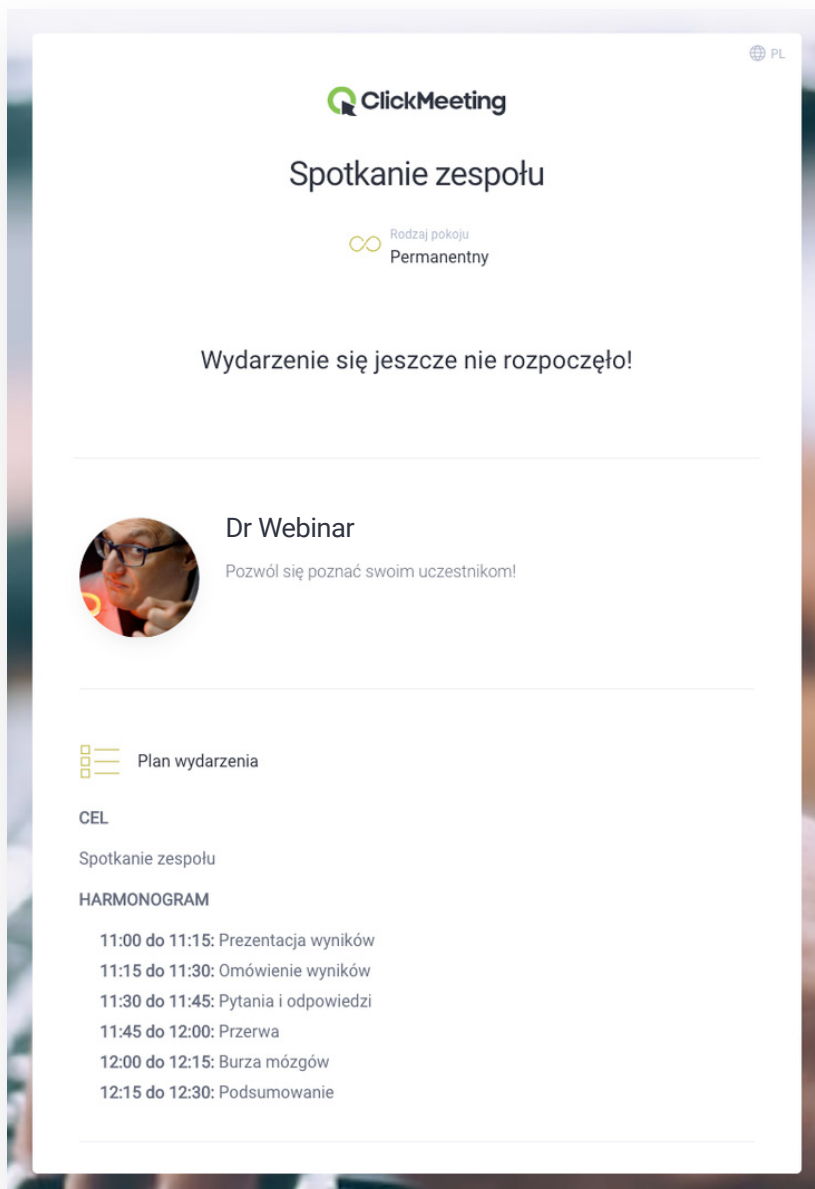 PL
ClickMeeting
Spotkanie zespołu
Rodzaj pokoju
Permanentny
Wydarzenie się jeszcze nie rozpoczęło!
Dr Webinar
Pozwól się poznać swoim uczestnikom!
Plan wydarzenia
CEL
Spotkanie zespołu
HARMONOGRAM
11:00 do 11:15: Prezentacja wyników
11:15 do 11:30: Omówienie wyników
11:30 do 11:45: Pytania i odpowiedzi
11:45 do 12:00: Przerwa
12:00 do 12:15: Burza mózgów
12:15 do 12:30: Podsumowanie